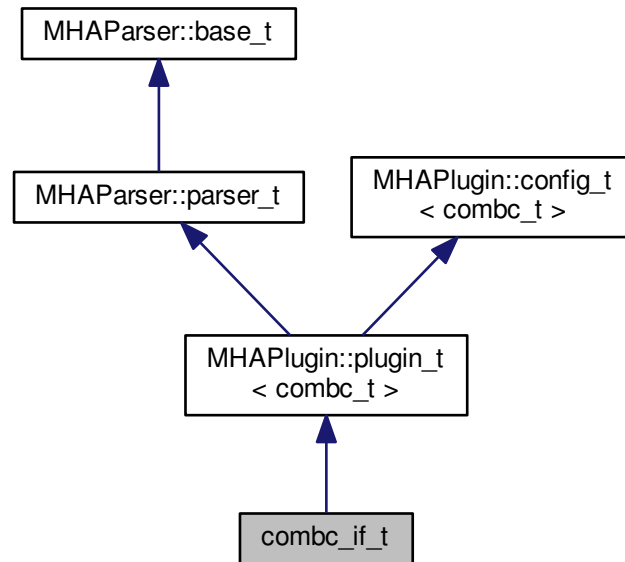 MHAParser::base_t
MHAParser::parser_t
MHAPlugin::config_t
< combc_t >
MHAPlugin::plugin_t
< combc_t >
combc_if_t